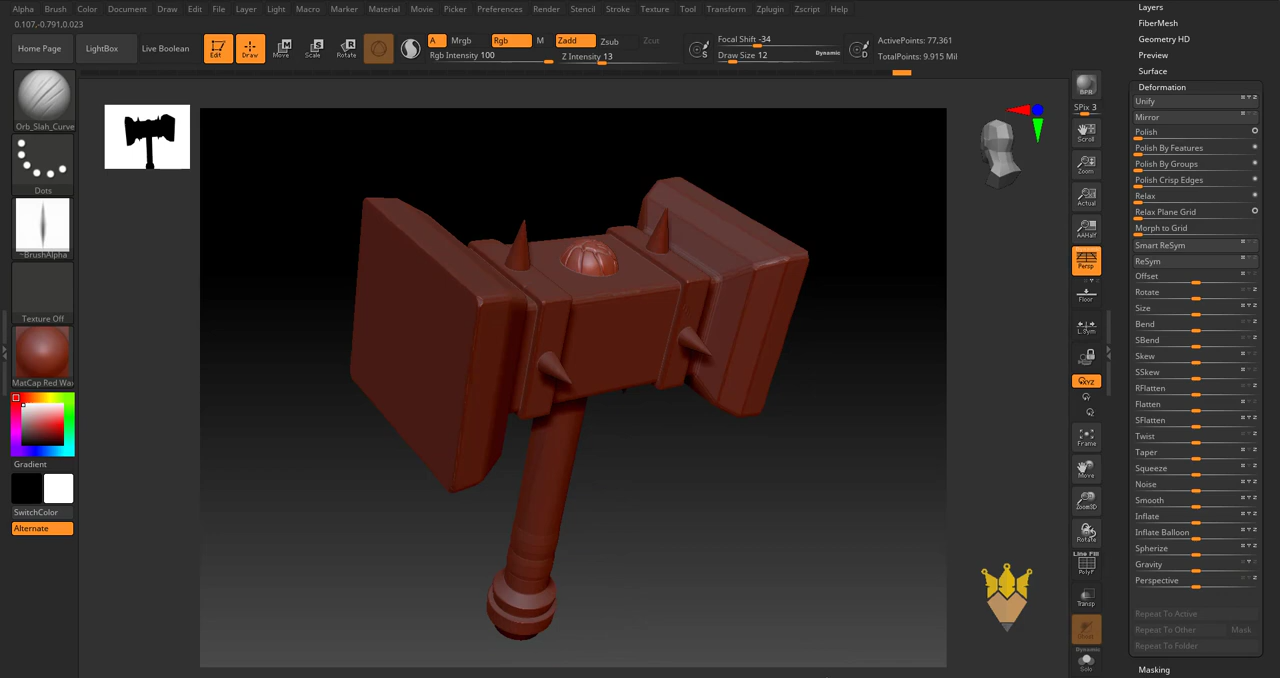 Alpha Brush Color Document Draw Edit File Layer Light Macro Marker Material Movie Picker Preferences Render Stencil Stroke Texture Tool Transform Zplugin Zscript Help
0.107,-0.791,0.023
Home Page LightBox Live Boolean Edit Draw Move Scale Rotate
A Mrgb Rgb M Zadd Zsub Zcut
Rgb Intensity 100 Z Intensity 13
Focal Shift -34
Draw Size 12 Dynamic
S D
ActivePoints: 77,361
TotalPoints: 9.915 Mil
Orb_Slah_Curve
Dots
~BrushAlpha
Texture Off
MatCap Red Wa
Gradient
SwitchColor
Alternate
BPR
SPix 3
Scroll
Zoom
Actual
AAHalf
Persp
Floor
L.Sym
XYZ
Frame
Move
Zoom3D
Rotate
Line Fill
PolyF
Transp
Dynamic
Solo
Layers
FiberMesh
Geometry HD
Preview
Surface
Deformation
Unify
Mirror
Polish
Polish By Features
Polish By Groups
Polish Crisp Edges
Relax
Relax Plane Grid
Morph to Grid
Smart ReSym
ReSym
Offset
Rotate
Size
Bend
SBend
Skew
SSkew
RFlatten
Flatten
SFlatten
Twist
Taper
Squeeze
Noise
Smooth
Inflate
Inflate Balloon
Spherize
Gravity
Perspective
Repeat To Active
Repeat To Other Mask
Repeat To Folder
Masking